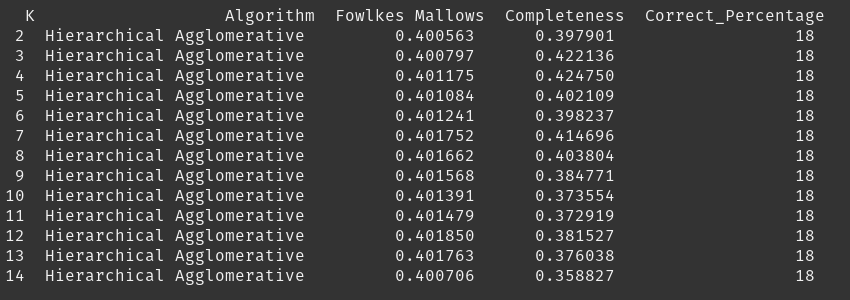 K Algorithm Fowlkes Mallows Completeness Correct_Percentage
2 Hierarchical Agglomerative 0.400563 0.397901 18
3 Hierarchical Agglomerative 0.400797 0.422136 18
4 Hierarchical Agglomerative 0.401175 0.424750 18
5 Hierarchical Agglomerative 0.401084 0.402109 18
6 Hierarchical Agglomerative 0.401241 0.398237 18
7 Hierarchical Agglomerative 0.401752 0.414696 18
8 Hierarchical Agglomerative 0.401662 0.403804 18
9 Hierarchical Agglomerative 0.401568 0.384771 18
10 Hierarchical Agglomerative 0.401391 0.373554 18
11 Hierarchical Agglomerative 0.401479 0.372919 18
12 Hierarchical Agglomerative 0.401850 0.381527 18
13 Hierarchical Agglomerative 0.401763 0.376038 18
14 Hierarchical Agglomerative 0.400706 0.358827 18